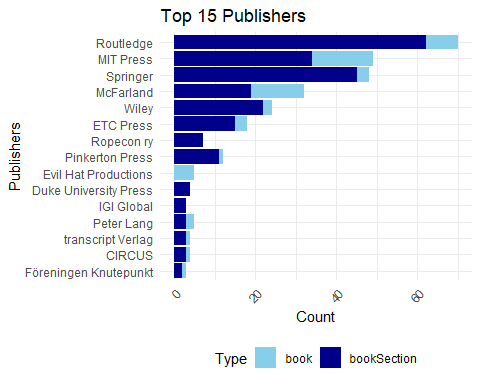 Top 15 Publishers
Publishers
Routledge
MIT Press
Springer
McFarland
Wiley
ETC Press
Ropecon ry
Pinkerton Press
Evil Hat Productions
Duke University Press
IGI Global
Peter Lang
transcript Verlag
CIRCUS
Föreningen Knutepunkt
0 20 40 60
Count
Type book bookSection